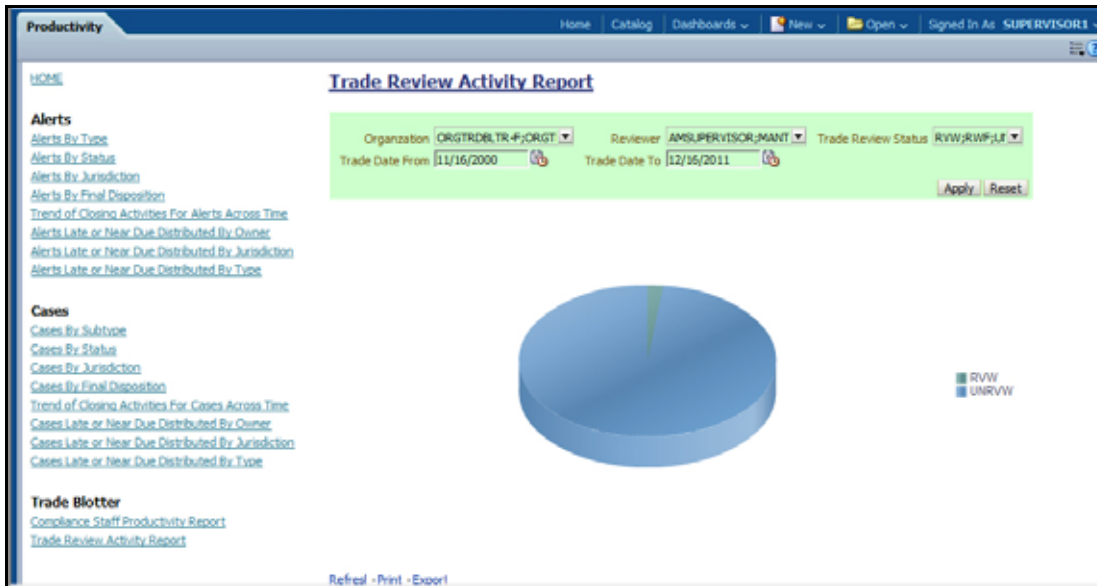 Productivity
Home Catalog Dashboards New Open Signed In As SUPERVISOR1
HOME
Trade Review Activity Report
Alerts
Alerts By Type
Alerts By Status
Alerts By Jurisdiction
Alerts By Final Disposition
Trend of Closing Activities For Alerts Across Time
Alerts Late or Near Due Distributed By Owner
Alerts Late or Near Due Distributed By Jurisdiction
Alerts Late or Near Due Distributed By Type
Cases
Cases By Subtype
Cases By Status
Cases By Jurisdiction
Cases By Final Disposition
Trend of Closing Activities For Cases Across Time
Cases Late or Near Due Distributed By Owner
Cases Late or Near Due Distributed By Jurisdiction
Cases Late or Near Due Distributed By Type
Trade Blotter
Compliance Staff Productivity Report
Trade Review Activity Report
Organzation ORGTRDBLTR-F;ORGT Reviewer AMSUPERVISOR;MANT Trade Review Status RVW;RWF;UI
Trade Date From 11/16/2000 Trade Date To 12/16/2011
Apply Reset
RVW
UNRVW
Refresl - Print - Export